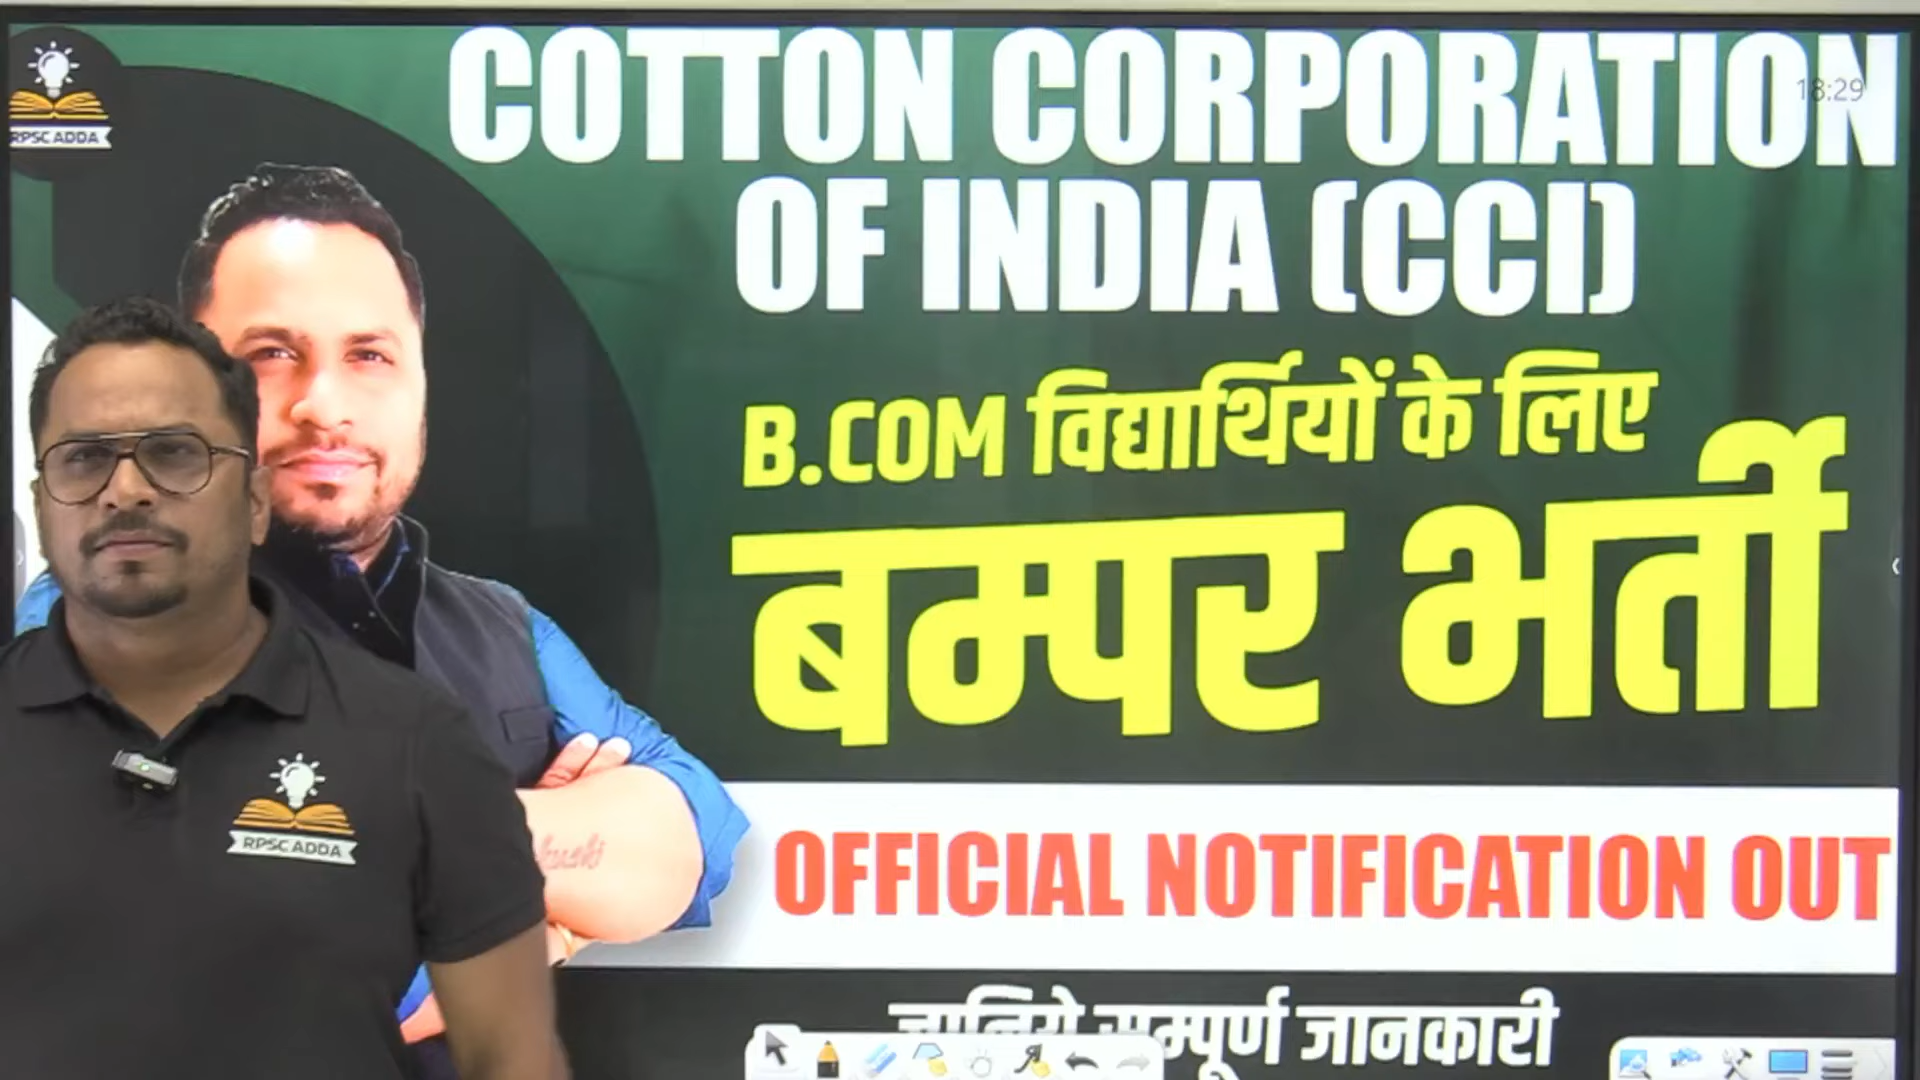 COTTON CORPORATION
18:29
OF INDIA (CCI)
RPSC ADDA
B.COM विद्यार्थियों के लिए
बम्पर भर्ती
RPSC ADDA
OFFICIAL NOTIFICATION OUT
जानिये सम्पूर्ण जानकारी